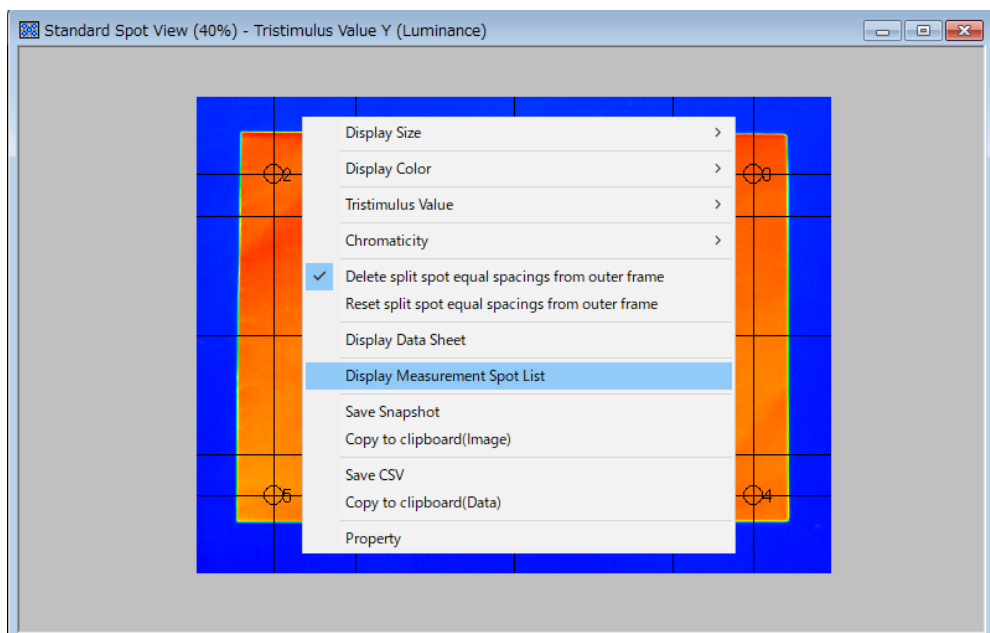 Standard Spot View (40%) - Tristimulus Value Y (Luminance)
Display Size
2
3
Display Color
Tristimulus Value
Chromaticity
Delete split spot equal spacings from outer frame
Reset split spot equal spacings from outer frame
Display Data Sheet
Display Measurement Spot List
Save Snapshot
Copy to clipboard(Image)
Save CSV
5
4
Copy to clipboard(Data)
Property